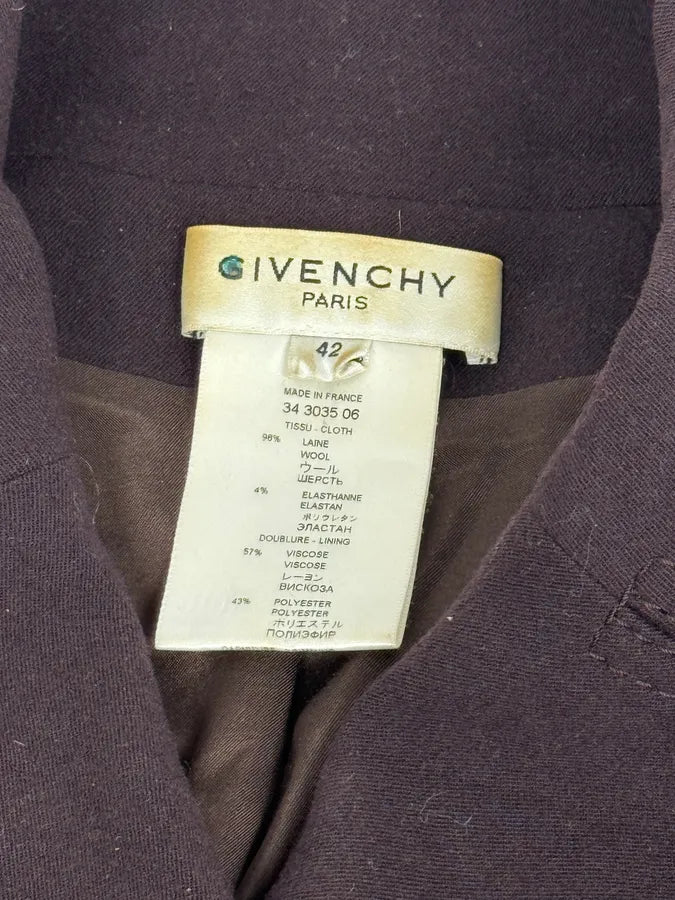 GIVENCHY
PARIS
42
MADE IN FRANCE
34 3035 06
TISSU - CLOTH
96% LAINE
WOOL
ウール
ШЕРСТЬ
4% ELASTHANNE
ELASTAN
ポリウレタン
ЭЛАСТАН
DOUBLURE - LINING
57% VISCOSE
VISCOSE
レーヨン
ВИСКОЗА
43% POLYESTER
POLYESTER
ポリエステル
ПОЛИЭФИР